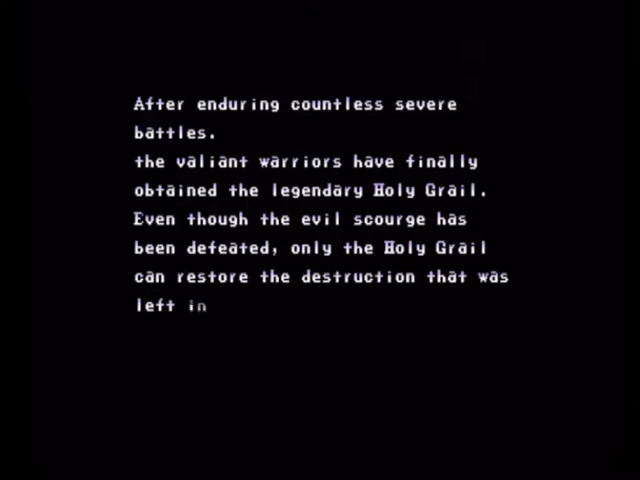 After enduring countless severe
battles.
the valiant warriors have finally
obtained the legendary Holy Grail.
Even though the evil scourge has
been defeated, only the Holy Grail
can restore the destruction that was
left in